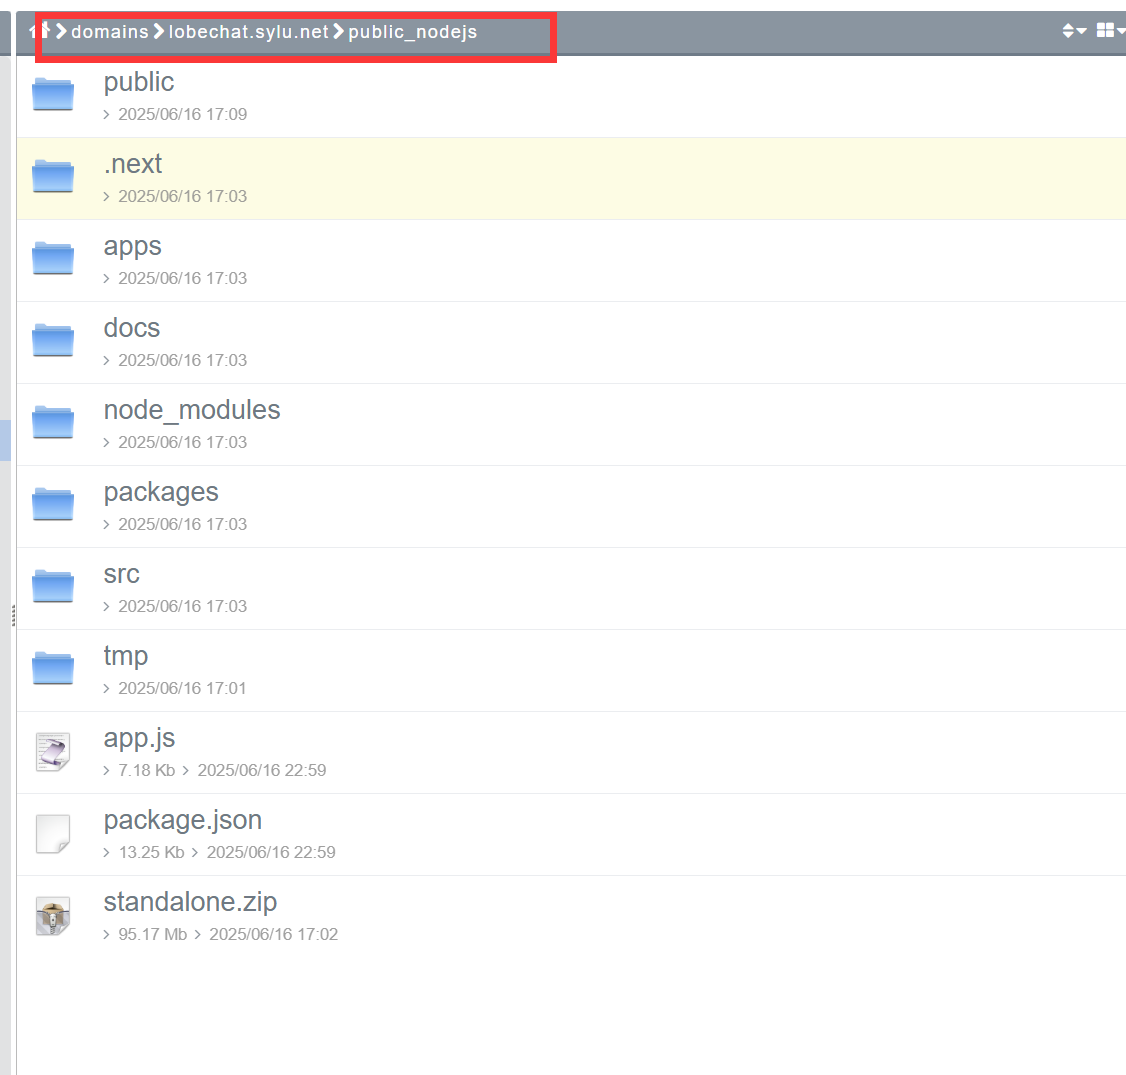 domains lobechat.sylu.net public_nodejs
public
2025/06/16 17:09
.next
2025/06/16 17:03
apps
2025/06/16 17:03
docs
2025/06/16 17:03
node_modules
2025/06/16 17:03
packages
2025/06/16 17:03
src
2025/06/16 17:03
tmp
2025/06/16 17:01
app.js
7.18 Kb 2025/06/16 22:59
package.json
13.25 Kb 2025/06/16 22:59
standalone.zip
95.17 Mb 2025/06/16 17:02